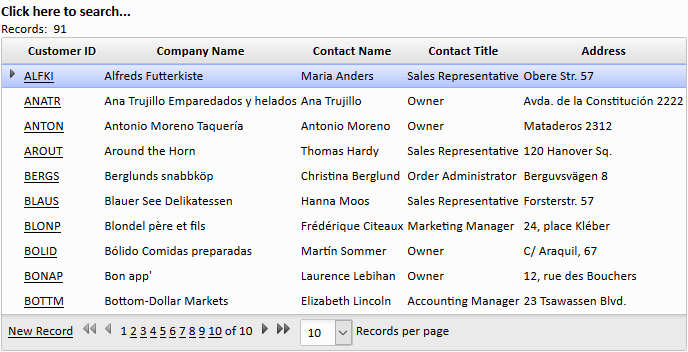 Click here to search...
Records: 91
Customer ID Company Name Contact Name Contact Title Address
ALFKI Alfreds Futterkiste Maria Anders Sales Representative Obere Str. 57
ANATR Ana Trujillo Emparedados y helados Ana Trujillo Owner Avda. de la Constitución 2222
ANTON Antonio Moreno Taquería Antonio Moreno Owner Mataderos 2312
AROUT Around the Horn Thomas Hardy Sales Representative 120 Hanover Sq.
BERGS Berglunds snabbköp Christina Berglund Order Administrator Berguvsvägen 8
BLAUS Blauer See Delikatessen Hanna Moos Sales Representative Forsterstr. 57
BLONP Blondel père et fils Frédérique Citeaux Marketing Manager 24, place Kléber
BOLID Bólido Comidas preparadas Martín Sommer Owner C/ Araquil, 67
BONAP Bon app' Laurence Lebihan Owner 12, rue des Bouchers
BOTTM Bottom-Dollar Markets Elizabeth Lincoln Accounting Manager 23 Tsawassen Blvd.
New Record 1 2 3 4 5 6 7 8 9 10 of 10 10 Records per page